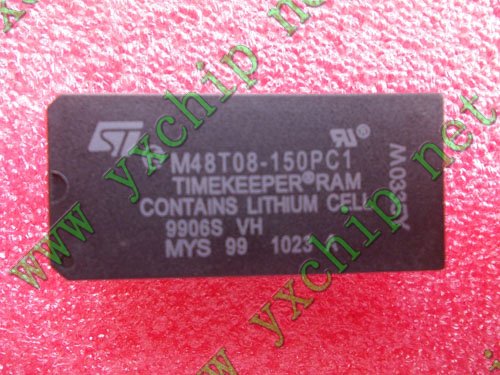 ST
M48T08-150PC1
TIMEKEEPER®RAM
CONTAINS LITHIUM CELL
9906S VH
MYS 99 1023 A
www.yxchip.net
www.yxchip.net
www.yxchip.net